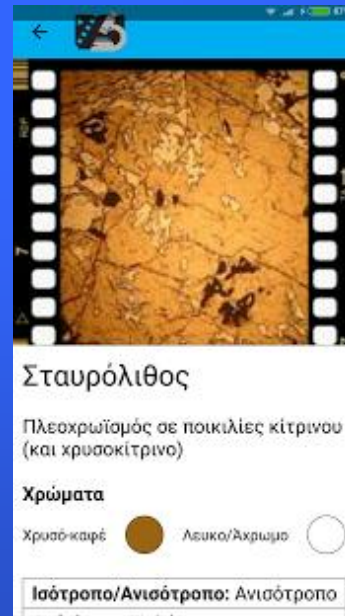 Σταυρόλιθος
Πλεοχρωϊσμός σε ποικιλίες κίτρινου
(και χρυσοκίτρινο)
Χρώματα
Χρυσό-καφέ Λευκο/Άχρωμο
Ισότροπο/Ανισότροπο: Ανισότροπο